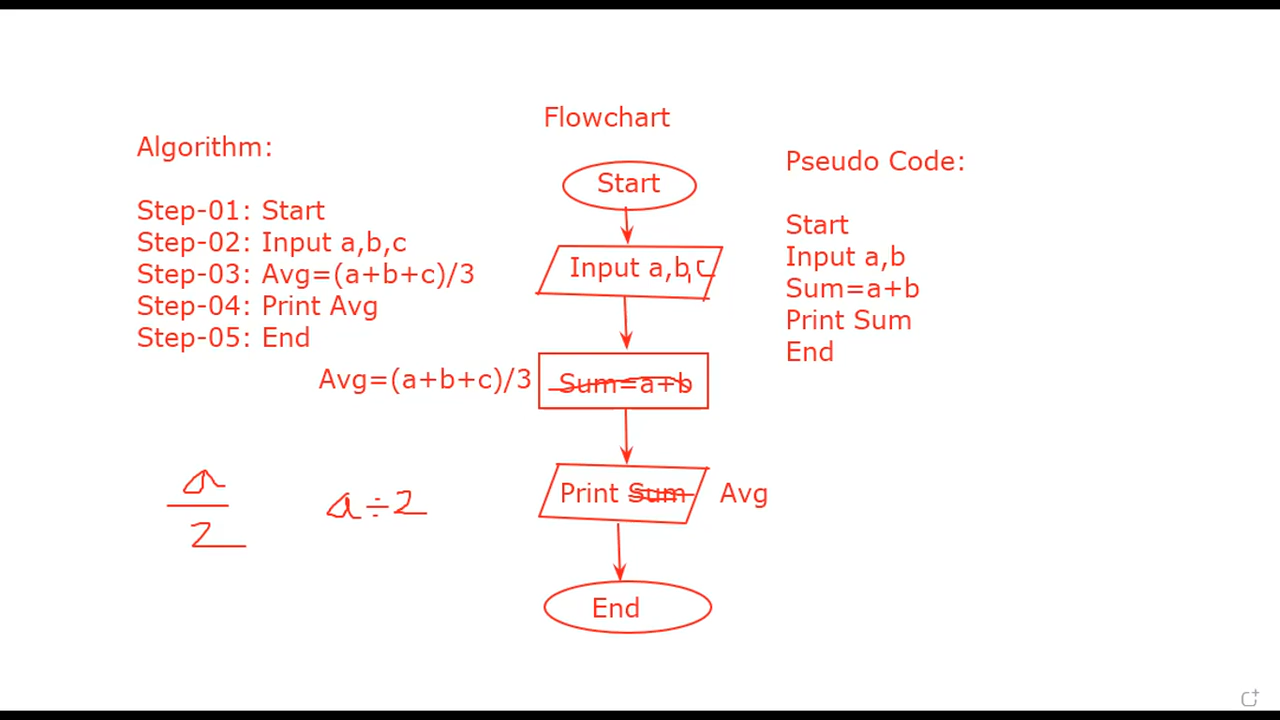 Algorithm:
Step-01: Start
Step-02: Input a,b,c
Step-03: Avg=(a+b+c)/3
Step-04: Print Avg
Step-05: End
Flowchart
Start
Input a,b,c
Avg=(a+b+c)/3
Sum=a+b
Print Sum Avg
End
a
2
a÷2
Pseudo Code:
Start
Input a,b
Sum=a+b
Print Sum
End